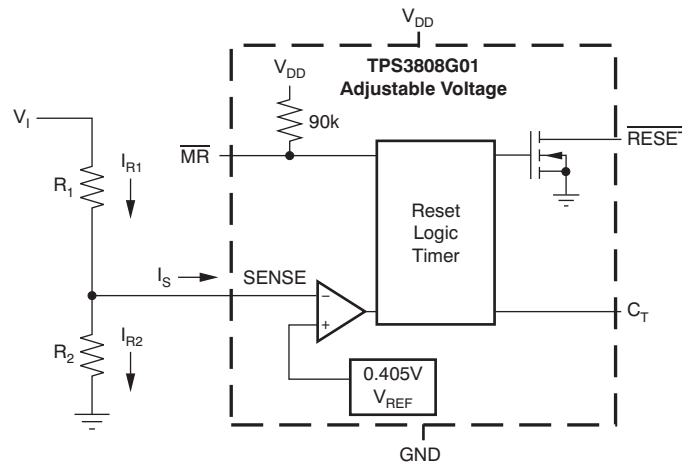 V_DD
TPS3808G01
Adjustable Voltage
V_DD
90k
V_I
MR
RESET
I_R1
R_1
Reset
Logic
Timer
I_S
SENSE
−
+
C_T
I_R2
R_2
0.405V
V_REF
GND